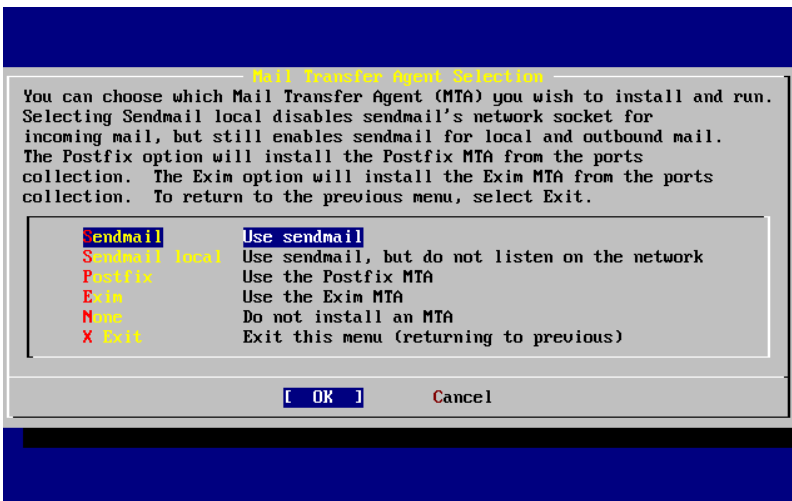 Mail Transfer Agent Selection
You can choose which Mail Transfer Agent (MTA) you wish to install and run.
Selecting Sendmail local disables sendmail's network socket for
incoming mail, but still enables sendmail for local and outbound mail.
The Postfix option will install the Postfix MTA from the ports
collection.  The Exim option will install the Exim MTA from the ports
collection.  To return to the previous menu, select Exit.
Sendmail Use sendmail
Sendmail local Use sendmail, but do not listen on the network
Postfix Use the Postfix MTA
Exim Use the Exim MTA
None Do not install an MTA
X Exit Exit this menu (returning to previous)
[ OK ] Cancel